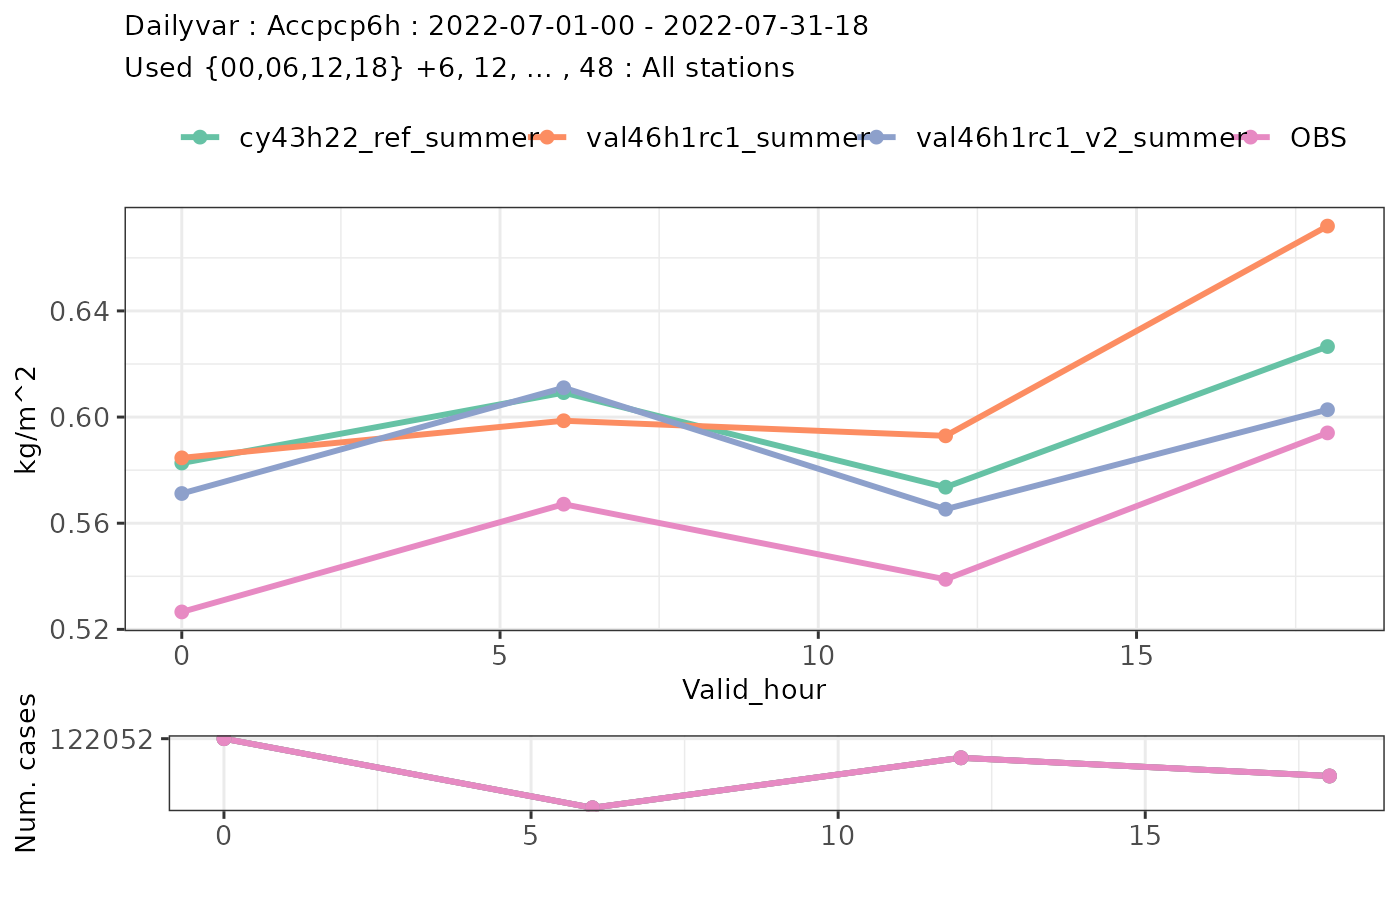 Dailyvar : Accpcp6h : 2022-07-01-00 - 2022-07-31-18
Used {00,06,12,18} +6, 12, ... , 48 : All stations
cy43h22_ref_summer val46h1rc1_summer val46h1rc1_v2_summer OBS
kg/m^2
0.64
0.60
0.56
0.52
0 5 10 15
Valid_hour
Num. cases
122052
0 5 10 15